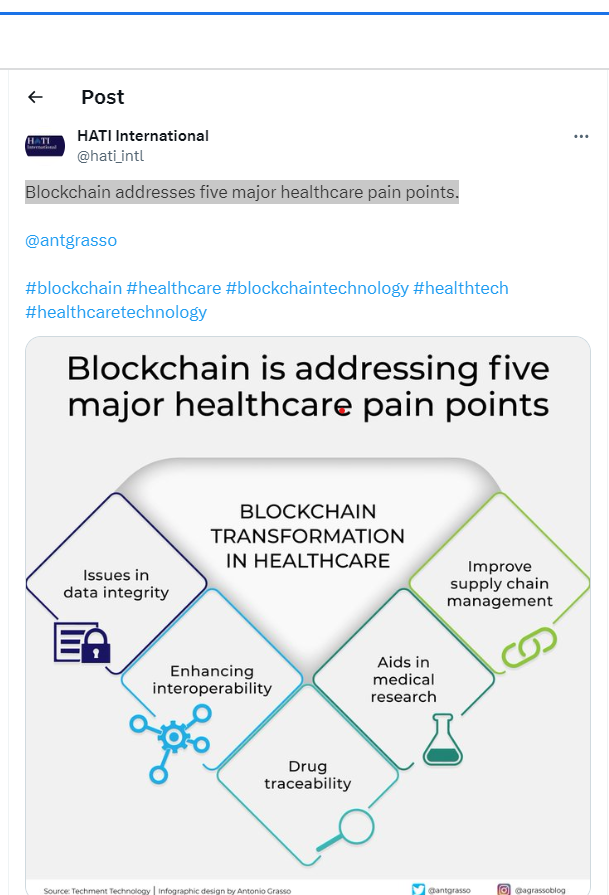 Post
HATI International
@hati_intl
Blockchain addresses five major healthcare pain points.
@antgrasso
#blockchain #healthcare #blockchaintechnology #healthtech
#healthcaretechnology
Blockchain is addressing five
major healthcare pain points
BLOCKCHAIN
TRANSFORMATION
IN HEALTHCARE
Issues in
data integrity
Enhancing
interoperability
Drug
traceability
Aids in
medical
research
Improve
supply chain
management
Source: Techment Technology | Infographic design by Antonio Grasso
@antgrasso
@agrassoblog